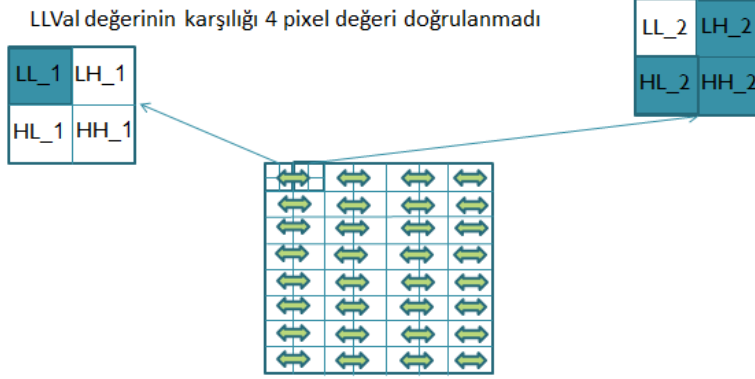 LLVal değerinin karşılığı 4 pixel değeri doğrulanmadı
LL_1 LH_1
HL_1 HH_1
LL_2 LH_2
HL_2 HH_2